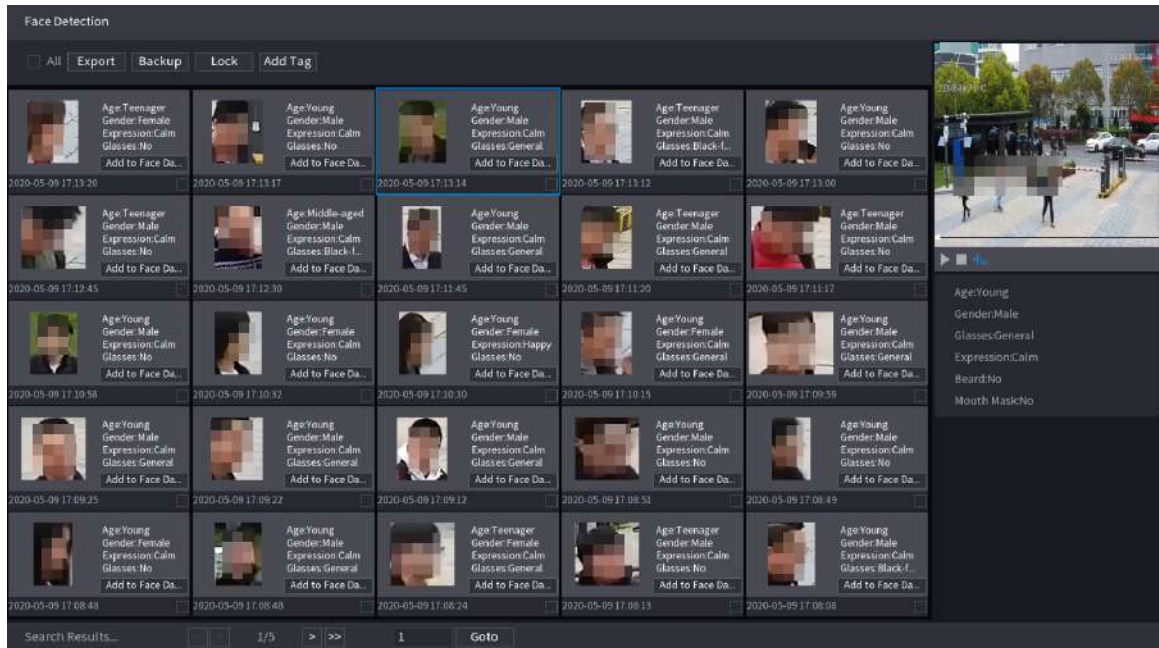 Face Detection
All Export Backup Lock Add Tag
Age:Teenager
Gender:Female
Expression:Calm
Glasses:No
Add to Face Da...
2020-05-09 17:13:20
Age:Young
Gender:Male
Expression:Calm
Glasses:No
Add to Face Da...
2020-05-09 17:13:17
Age:Young
Gender:Male
Expression:Calm
Glasses:General
Add to Face Da...
2020-05-09 17:13:14
Age:Teenager
Gender:Male
Expression:Calm
Glasses:Black-f...
Add to Face Da...
2020-05-09 17:13:12
Age:Young
Gender:Male
Expression:Calm
Glasses:No
Add to Face Da...
2020-05-09 17:13:00
Age:Teenager
Gender:Male
Expression:Calm
Glasses:No
Add to Face Da...
2020-05-09 17:12:45
Age:Middle-aged
Gender:Male
Expression:Calm
Glasses:Black-f...
Add to Face Da...
2020-05-09 17:12:30
Age:Young
Gender:Male
Expression:Calm
Glasses:General
Add to Face Da...
2020-05-09 17:11:45
Age:Young
Gender:Male
Expression:Calm
Glasses:General
Add to Face Da...
2020-05-09 17:11:20
Age:Teenager
Gender:Male
Expression:Calm
Glasses:No
Add to Face Da...
2020-05-09 17:11:17
Age:Young
Gender:Male
Expression:Calm
Glasses:No
Add to Face Da...
2020-05-09 17:10:58
Age:Young
Gender:Female
Expression:Calm
Glasses:No
Add to Face Da...
2020-05-09 17:10:32
Age:Young
Gender:Female
Expression:Happy
Glasses:No
Add to Face Da...
2020-05-09 17:10:30
Age:Young
Gender:Female
Expression:Calm
Glasses:General
Add to Face Da...
2020-05-09 17:10:15
Age:Young
Gender:Male
Expression:Calm
Glasses:General
Add to Face Da...
2020-05-09 17:09:59
Age:Young
Gender:Male
Expression:Calm
Glasses:General
Add to Face Da...
2020-05-09 17:09:25
Age:Young
Gender:Male
Expression:Calm
Glasses:General
Add to Face Da...
2020-05-09 17:09:22
Age:Young
Gender:Male
Expression:Calm
Glasses:General
Add to Face Da...
2020-05-09 17:09:12
Age:Young
Gender:Male
Expression:Calm
Glasses:No
Add to Face Da...
2020-05-09 17:08:51
Age:Young
Gender:Male
Expression:Calm
Glasses:No
Add to Face Da...
2020-05-09 17:08:49
Age:Young
Gender:Female
Expression:Calm
Glasses:No
Add to Face Da...
2020-05-09 17:08:48
Age:Young
Gender:Male
Expression:Calm
Glasses:General
Add to Face Da...
2020-05-09 17:08:48
Age:Teenager
Gender:Female
Expression:Calm
Glasses:General
Add to Face Da...
2020-05-09 17:08:24
Age:Teenager
Gender:Male
Expression:Calm
Glasses:No
Add to Face Da...
2020-05-09 17:08:13
Age:Young
Gender:Male
Expression:Calm
Glasses:Black-f...
Add to Face Da...
2020-05-09 17:08:08
Age:Young
Gender:Male
Glasses:General
Expression:Calm
Beard:No
Mouth Mask:No
Search Results... 1/5 > >> 1 Goto